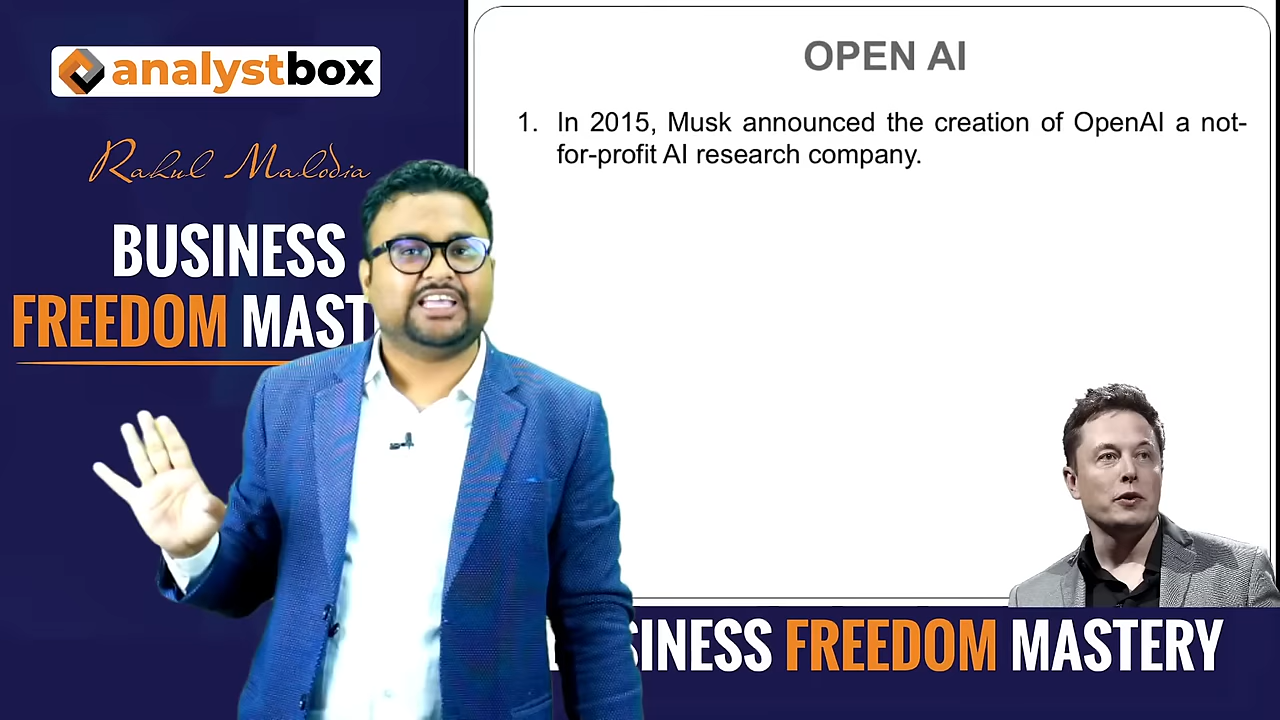 analystbox
Rahul Malodia
BUSINESS
FREEDOM MAST
OPEN AI
1. In 2015, Musk announced the creation of OpenAI a not-
for-profit AI research company.
SINESS FREEDOM MASTERY